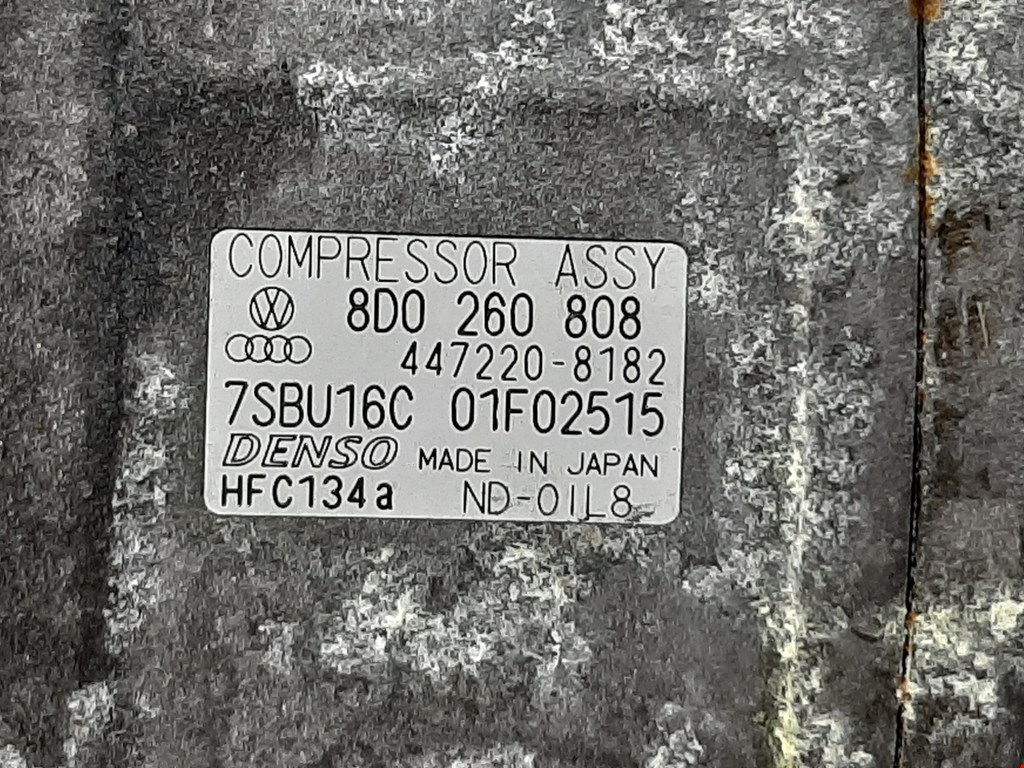 COMPRESSOR ASSY
8D0 260 808
447220-8182
7SBU16C 01F02515
DENSO MADE IN JAPAN
HFC134a ND-OIL8